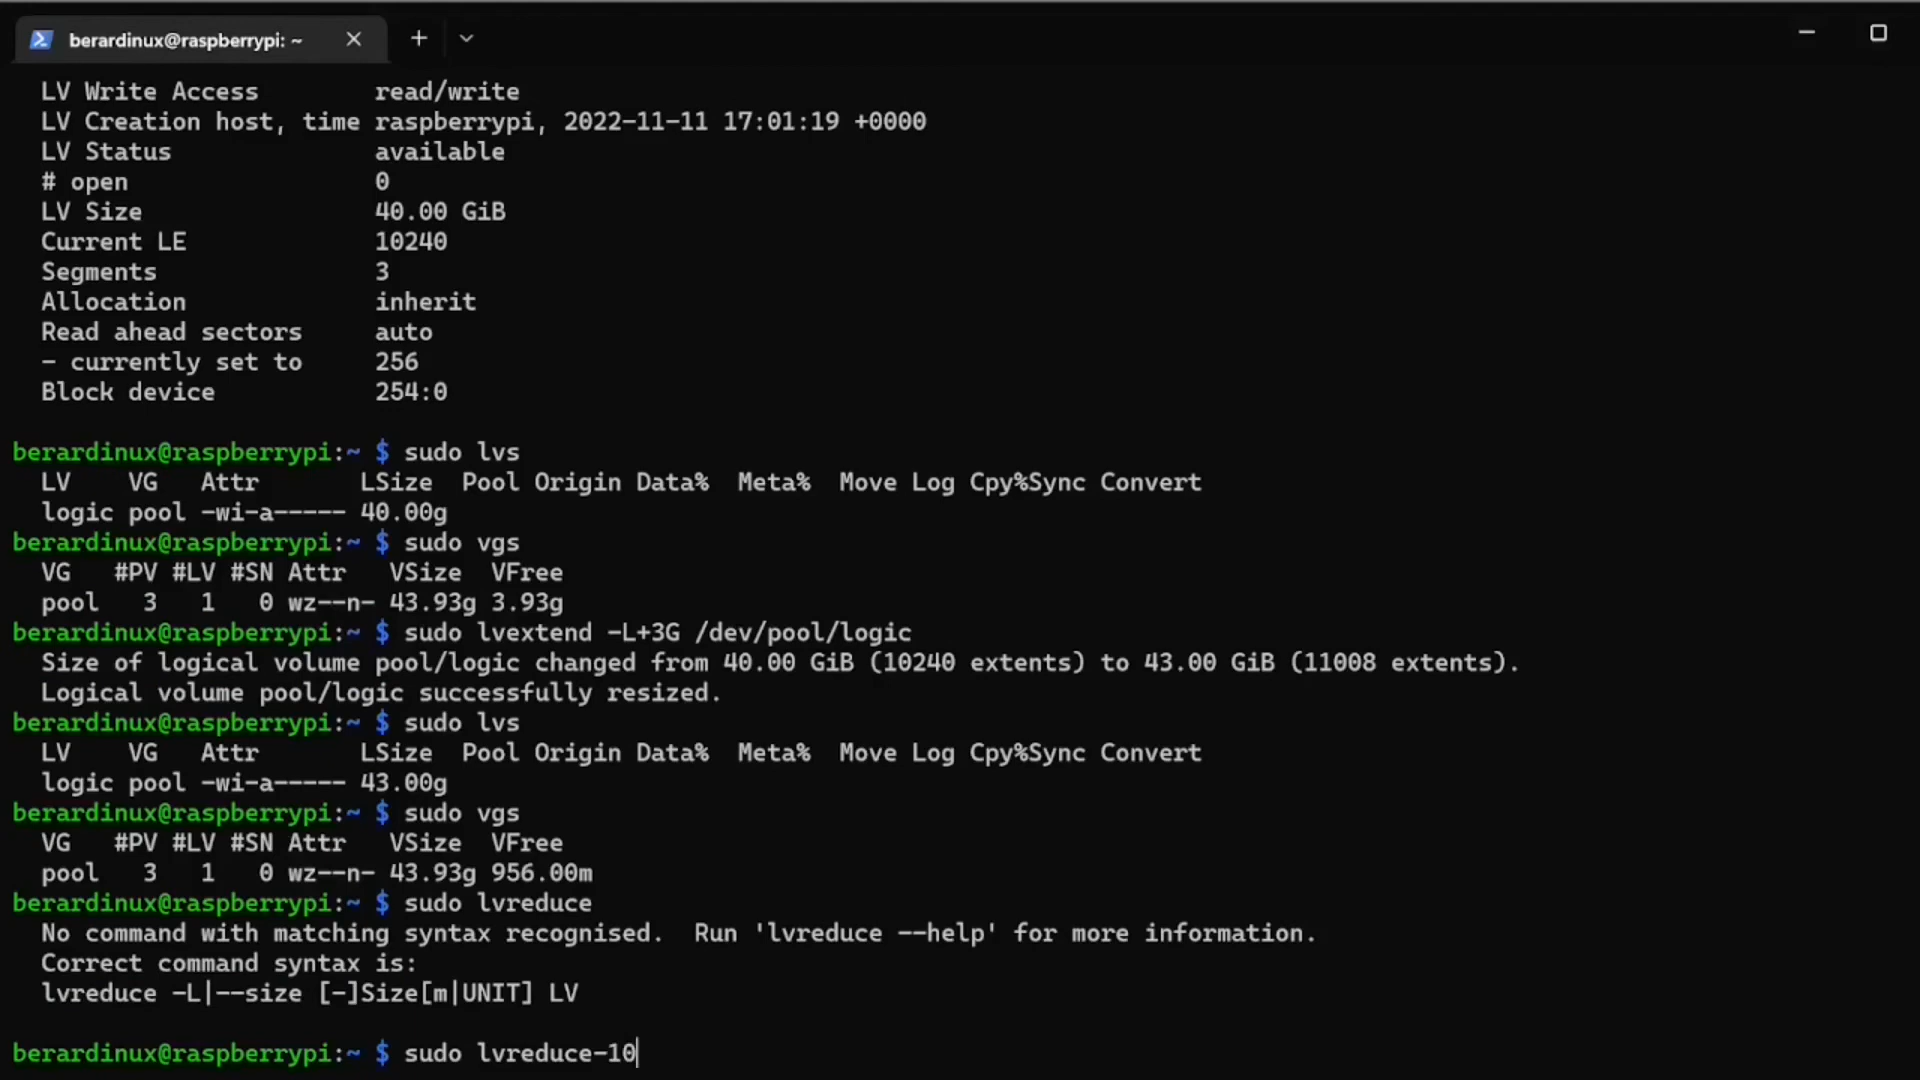 berardinux@raspberrypi: ~
LV Write Access        read/write
LV Creation host, time raspberrypi, 2022-11-11 17:01:19 +0000
LV Status              available
# open                 0
LV Size                40.00 GiB
Current LE             10240
Segments               3
Allocation             inherit
Read ahead sectors     auto
- currently set to     256
Block device           254:0
berardinux@raspberrypi:~ $ sudo lvs
LV    VG   Attr       LSize  Pool Origin Data%  Meta%  Move Log Cpy%Sync Convert
logic pool -wi-a----- 40.00g
berardinux@raspberrypi:~ $ sudo vgs
VG   #PV #LV #SN Attr   VSize  VFree
pool   3   1   0 wz--n- 43.93g 3.93g
berardinux@raspberrypi:~ $ sudo lvextend -L+3G /dev/pool/logic
Size of logical volume pool/logic changed from 40.00 GiB (10240 extents) to 43.00 GiB (11008 extents).
Logical volume pool/logic successfully resized.
berardinux@raspberrypi:~ $ sudo lvs
LV    VG   Attr       LSize  Pool Origin Data%  Meta%  Move Log Cpy%Sync Convert
logic pool -wi-a----- 43.00g
berardinux@raspberrypi:~ $ sudo vgs
VG   #PV #LV #SN Attr   VSize  VFree
pool   3   1   0 wz--n- 43.93g 956.00m
berardinux@raspberrypi:~ $ sudo lvreduce
No command with matching syntax recognised.  Run 'lvreduce --help' for more information.
Correct command syntax is:
lvreduce -L|--size [-]Size[m|UNIT] LV
berardinux@raspberrypi:~ $ sudo lvreduce-10